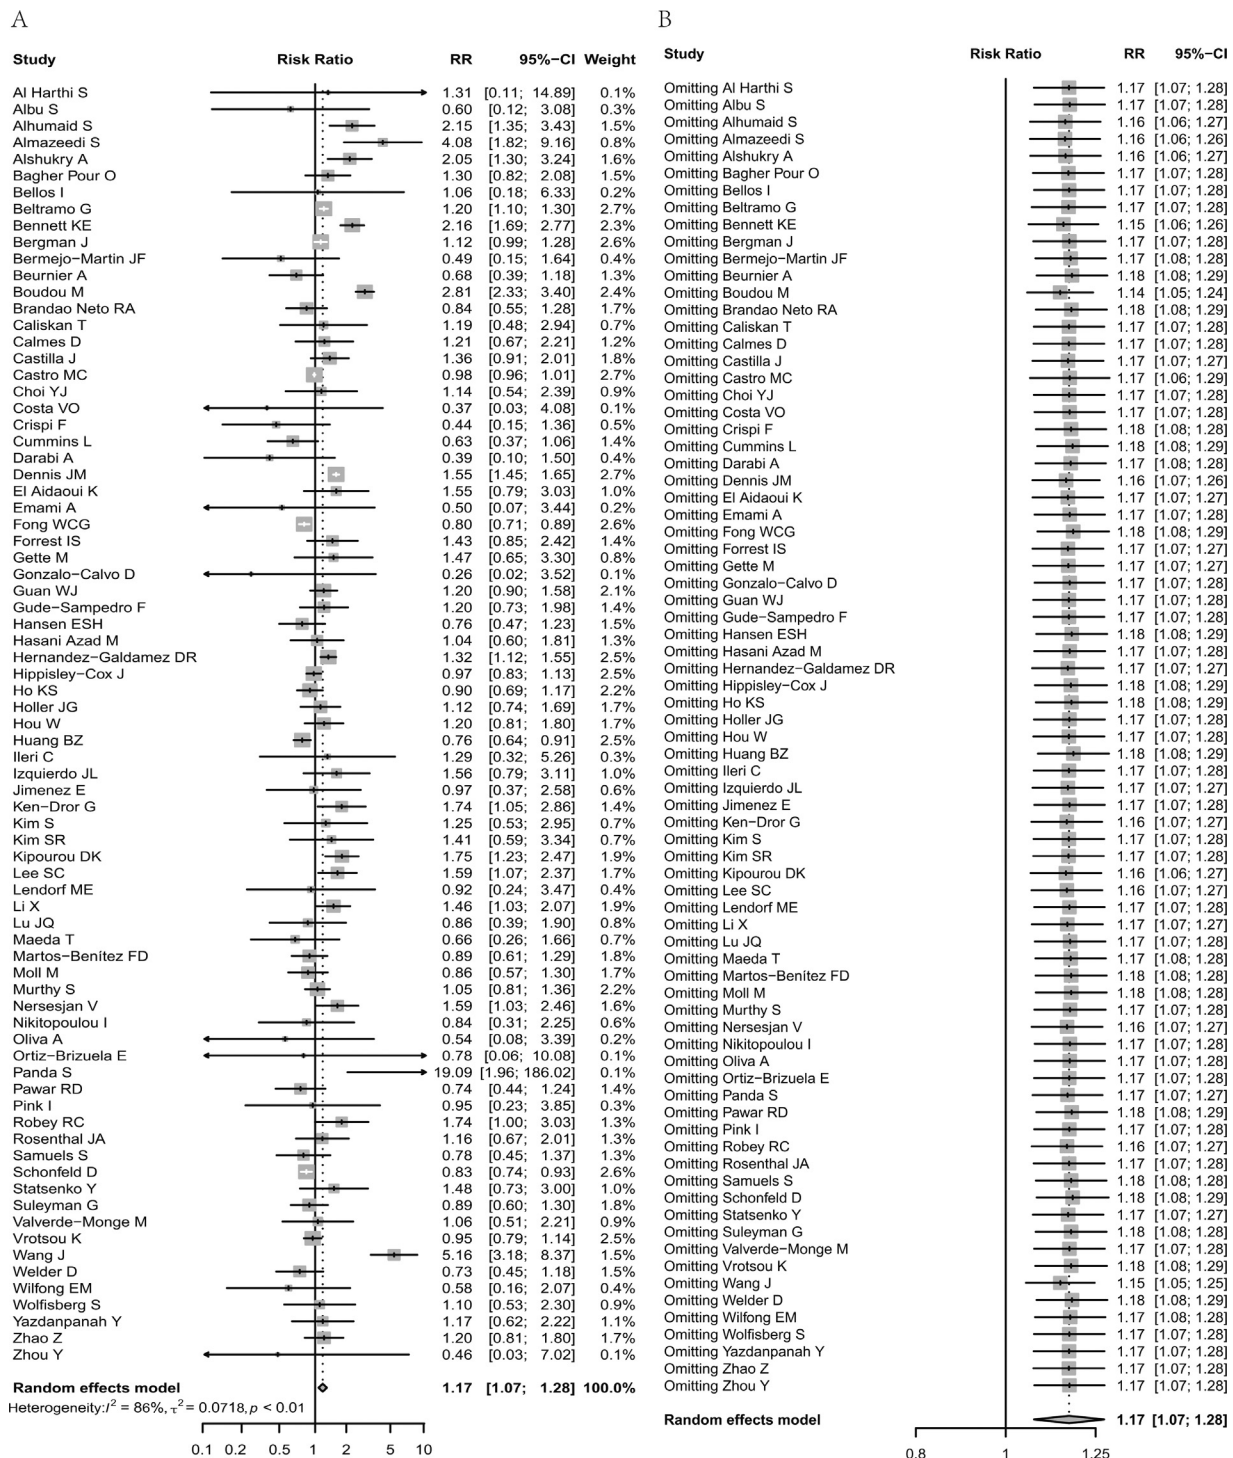 A
Study Risk Ratio RR 95%−CI Weight
Al Harthi S 1.31 [0.11; 14.89] 0.1%
Albu S 0.60 [0.12; 3.08] 0.3%
Alhumaid S 2.15 [1.35; 3.43] 1.5%
Almazeedi S 4.08 [1.82; 9.16] 0.8%
Alshukry A 2.05 [1.30; 3.24] 1.6%
Bagher Pour O 1.30 [0.82; 2.08] 1.5%
Bellos I 1.06 [0.18; 6.33] 0.2%
Beltramo G 1.20 [1.10; 1.30] 2.7%
Bennett KE 2.16 [1.69; 2.77] 2.3%
Bergman J 1.12 [0.99; 1.28] 2.6%
Bermejo−Martin JF 0.49 [0.15; 1.64] 0.4%
Beurnier A 0.68 [0.39; 1.18] 1.3%
Boudou M 2.81 [2.33; 3.40] 2.4%
Brandao Neto RA 0.84 [0.55; 1.28] 1.7%
Caliskan T 1.19 [0.48; 2.94] 0.7%
Calmes D 1.21 [0.67; 2.21] 1.2%
Castilla J 1.36 [0.91; 2.01] 1.8%
Castro MC 0.98 [0.96; 1.01] 2.7%
Choi YJ 1.14 [0.54; 2.39] 0.9%
Costa VO 0.37 [0.03; 4.08] 0.1%
Crispi F 0.44 [0.15; 1.36] 0.5%
Cummins L 0.63 [0.37; 1.06] 1.4%
Darabi A 0.39 [0.10; 1.50] 0.4%
Dennis JM 1.55 [1.45; 1.65] 2.7%
El Aidaoui K 1.55 [0.79; 3.03] 1.0%
Emami A 0.50 [0.07; 3.44] 0.2%
Fong WCG 0.80 [0.71; 0.89] 2.6%
Forrest IS 1.43 [0.85; 2.42] 1.4%
Gette M 1.47 [0.65; 3.30] 0.8%
Gonzalo−Calvo D 0.26 [0.02; 3.52] 0.1%
Guan WJ 1.20 [0.90; 1.58] 2.1%
Gude−Sampedro F 1.20 [0.73; 1.98] 1.4%
Hansen ESH 0.76 [0.47; 1.23] 1.5%
Hasani Azad M 1.04 [0.60; 1.81] 1.3%
Hernandez−Galdamez DR 1.32 [1.12; 1.55] 2.5%
Hippisley−Cox J 0.97 [0.83; 1.13] 2.5%
Ho KS 0.90 [0.69; 1.17] 2.2%
Holler JG 1.12 [0.74; 1.69] 1.7%
Hou W 1.20 [0.81; 1.80] 1.7%
Huang BZ 0.76 [0.64; 0.91] 2.5%
Ileri C 1.29 [0.32; 5.26] 0.3%
Izquierdo JL 1.56 [0.79; 3.11] 1.0%
Jimenez E 0.97 [0.37; 2.58] 0.6%
Ken−Dror G 1.74 [1.05; 2.86] 1.4%
Kim S 1.25 [0.53; 2.95] 0.7%
Kim SR 1.41 [0.59; 3.34] 0.7%
Kipourou DK 1.75 [1.23; 2.47] 1.9%
Lee SC 1.59 [1.07; 2.37] 1.7%
Lendorf ME 0.92 [0.24; 3.47] 0.4%
Li X 1.46 [1.03; 2.07] 1.9%
Lu JQ 0.86 [0.39; 1.90] 0.8%
Maeda T 0.66 [0.26; 1.66] 0.7%
Martos−Benítez FD 0.89 [0.61; 1.29] 1.8%
Moll M 0.86 [0.57; 1.30] 1.7%
Murthy S 1.05 [0.81; 1.36] 2.2%
Nersesjan V 1.59 [1.03; 2.46] 1.6%
Nikitopoulou I 0.84 [0.31; 2.25] 0.6%
Oliva A 0.54 [0.08; 3.39] 0.2%
Ortiz−Brizuela E 0.78 [0.06; 10.08] 0.1%
Panda S 19.09 [1.96; 186.02] 0.1%
Pawar RD 0.74 [0.44; 1.24] 1.4%
Pink I 0.95 [0.23; 3.85] 0.3%
Robey RC 1.74 [1.00; 3.03] 1.3%
Rosenthal JA 1.16 [0.67; 2.01] 1.3%
Samuels S 0.78 [0.45; 1.37] 1.3%
Schonfeld D 0.83 [0.74; 0.93] 2.6%
Statsenko Y 1.48 [0.73; 3.00] 1.0%
Suleyman G 0.89 [0.60; 1.30] 1.8%
Valverde−Monge M 1.06 [0.51; 2.21] 0.9%
Vrotsou K 0.95 [0.79; 1.14] 2.5%
Wang J 5.16 [3.18; 8.37] 1.5%
Welder D 0.73 [0.45; 1.18] 1.5%
Wilfong EM 0.58 [0.16; 2.07] 0.4%
Wolfisberg S 1.10 [0.53; 2.30] 0.9%
Yazdanpanah Y 1.17 [0.62; 2.22] 1.1%
Zhao Z 1.20 [0.81; 1.80] 1.7%
Zhou Y 0.46 [0.03; 7.02] 0.1%
Random effects model 1.17 [1.07; 1.28] 100.0%
Heterogeneity: I² = 86%, τ² = 0.0718, p < 0.01
0.1 0.2 0.5 1 2 5 10
B
Study Risk Ratio RR 95%−CI
Omitting Al Harthi S 1.17 [1.07; 1.28]
Omitting Albu S 1.17 [1.07; 1.28]
Omitting Alhumaid S 1.16 [1.06; 1.27]
Omitting Almazeedi S 1.16 [1.06; 1.26]
Omitting Alshukry A 1.16 [1.06; 1.27]
Omitting Bagher Pour O 1.17 [1.07; 1.28]
Omitting Bellos I 1.17 [1.07; 1.28]
Omitting Beltramo G 1.17 [1.07; 1.28]
Omitting Bennett KE 1.15 [1.06; 1.26]
Omitting Bergman J 1.17 [1.07; 1.28]
Omitting Bermejo−Martin JF 1.17 [1.08; 1.28]
Omitting Beurnier A 1.18 [1.08; 1.29]
Omitting Boudou M 1.14 [1.05; 1.24]
Omitting Brandao Neto RA 1.18 [1.08; 1.29]
Omitting Caliskan T 1.17 [1.07; 1.28]
Omitting Calmes D 1.17 [1.07; 1.28]
Omitting Castilla J 1.17 [1.07; 1.27]
Omitting Castro MC 1.17 [1.06; 1.29]
Omitting Choi YJ 1.17 [1.07; 1.28]
Omitting Costa VO 1.17 [1.07; 1.28]
Omitting Crispi F 1.18 [1.08; 1.28]
Omitting Cummins L 1.18 [1.08; 1.29]
Omitting Darabi A 1.17 [1.08; 1.28]
Omitting Dennis JM 1.16 [1.07; 1.26]
Omitting El Aidaoui K 1.17 [1.07; 1.27]
Omitting Emami A 1.17 [1.07; 1.28]
Omitting Fong WCG 1.18 [1.08; 1.29]
Omitting Forrest IS 1.17 [1.07; 1.27]
Omitting Gette M 1.17 [1.07; 1.27]
Omitting Gonzalo−Calvo D 1.17 [1.07; 1.28]
Omitting Guan WJ 1.17 [1.07; 1.28]
Omitting Gude−Sampedro F 1.17 [1.07; 1.28]
Omitting Hansen ESH 1.18 [1.08; 1.29]
Omitting Hasani Azad M 1.17 [1.07; 1.28]
Omitting Hernandez−Galdamez DR 1.17 [1.07; 1.27]
Omitting Hippisley−Cox J 1.18 [1.08; 1.29]
Omitting Ho KS 1.18 [1.08; 1.29]
Omitting Holler JG 1.17 [1.07; 1.28]
Omitting Hou W 1.17 [1.07; 1.28]
Omitting Huang BZ 1.18 [1.08; 1.29]
Omitting Ileri C 1.17 [1.07; 1.28]
Omitting Izquierdo JL 1.17 [1.07; 1.27]
Omitting Jimenez E 1.17 [1.07; 1.28]
Omitting Ken−Dror G 1.16 [1.07; 1.27]
Omitting Kim S 1.17 [1.07; 1.28]
Omitting Kim SR 1.17 [1.07; 1.28]
Omitting Kipourou DK 1.16 [1.06; 1.27]
Omitting Lee SC 1.16 [1.07; 1.27]
Omitting Lendorf ME 1.17 [1.07; 1.28]
Omitting Li X 1.17 [1.07; 1.27]
Omitting Lu JQ 1.17 [1.07; 1.28]
Omitting Maeda T 1.17 [1.08; 1.28]
Omitting Martos−Benítez FD 1.18 [1.08; 1.28]
Omitting Moll M 1.18 [1.08; 1.28]
Omitting Murthy S 1.17 [1.07; 1.28]
Omitting Nersesjan V 1.16 [1.07; 1.27]
Omitting Nikitopoulou I 1.17 [1.07; 1.28]
Omitting Oliva A 1.17 [1.07; 1.28]
Omitting Ortiz−Brizuela E 1.17 [1.07; 1.28]
Omitting Panda S 1.17 [1.07; 1.27]
Omitting Pawar RD 1.18 [1.08; 1.29]
Omitting Pink I 1.17 [1.07; 1.28]
Omitting Robey RC 1.16 [1.07; 1.27]
Omitting Rosenthal JA 1.17 [1.07; 1.28]
Omitting Samuels S 1.18 [1.08; 1.28]
Omitting Schonfeld D 1.18 [1.08; 1.29]
Omitting Statsenko Y 1.17 [1.07; 1.27]
Omitting Suleyman G 1.18 [1.08; 1.28]
Omitting Valverde−Monge M 1.17 [1.07; 1.28]
Omitting Vrotsou K 1.18 [1.08; 1.29]
Omitting Wang J 1.15 [1.05; 1.25]
Omitting Welder D 1.18 [1.08; 1.29]
Omitting Wilfong EM 1.17 [1.08; 1.28]
Omitting Wolfisberg S 1.17 [1.07; 1.28]
Omitting Yazdanpanah Y 1.17 [1.07; 1.28]
Omitting Zhao Z 1.17 [1.07; 1.28]
Omitting Zhou Y 1.17 [1.07; 1.28]
Random effects model 1.17 [1.07; 1.28]
0.8 1 1.25